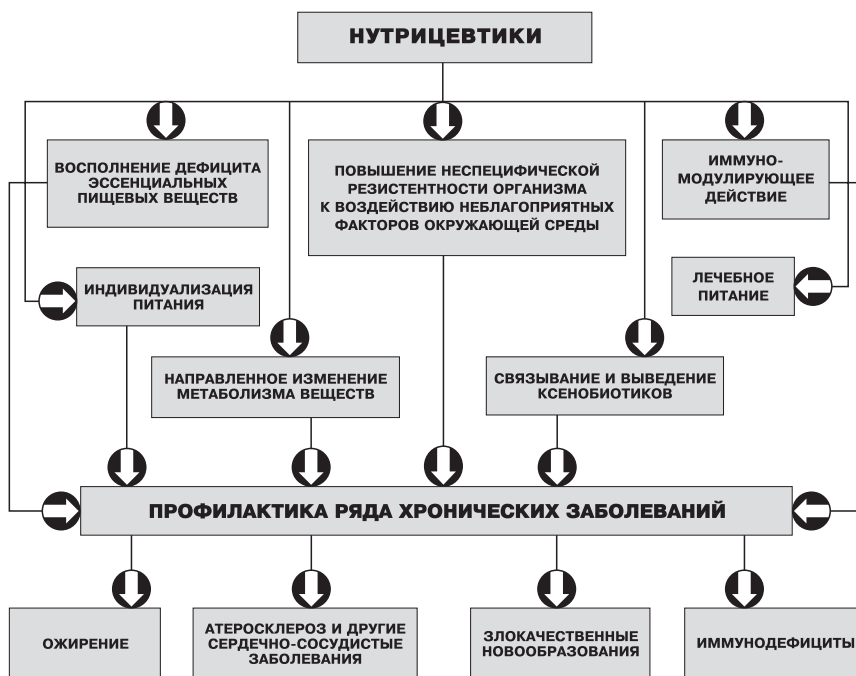 НУТРИЦЕВТИКИ
ВОСПОЛНЕНИЕ ДЕФИЦИТА
ЭССЕНЦИАЛЬНЫХ
ПИЩЕВЫХ ВЕЩЕСТВ
ПОВЫШЕНИЕ НЕСПЕЦИФИЧЕСКОЙ
РЕЗИСТЕНТНОСТИ ОРГАНИЗМА
К ВОЗДЕЙСТВИЮ НЕБЛАГОПРИЯТНЫХ
ФАКТОРОВ ОКРУЖАЮЩЕЙ СРЕДЫ
ИММУНО-
МОДУЛИРУЮЩЕЕ
ДЕЙСТВИЕ
ИНДИВИДУАЛИЗАЦИЯ
ПИТАНИЯ
ЛЕЧЕБНОЕ
ПИТАНИЕ
НАПРАВЛЕННОЕ ИЗМЕНЕНИЕ
МЕТАБОЛИЗМА ВЕЩЕСТВ
СВЯЗЫВАНИЕ И ВЫВЕДЕНИЕ
КСЕНОБИОТИКОВ
ПРОФИЛАКТИКА РЯДА ХРОНИЧЕСКИХ ЗАБОЛЕВАНИЙ
ОЖИРЕНИЕ
АТЕРОСКЛЕРОЗ И ДРУГИЕ
СЕРДЕЧНО-СОСУДИСТЫЕ
ЗАБОЛЕВАНИЯ
ЗЛОКАЧЕСТВЕННЫЕ
НОВООБРАЗОВАНИЯ
ИММУНОДЕФИЦИТЫ